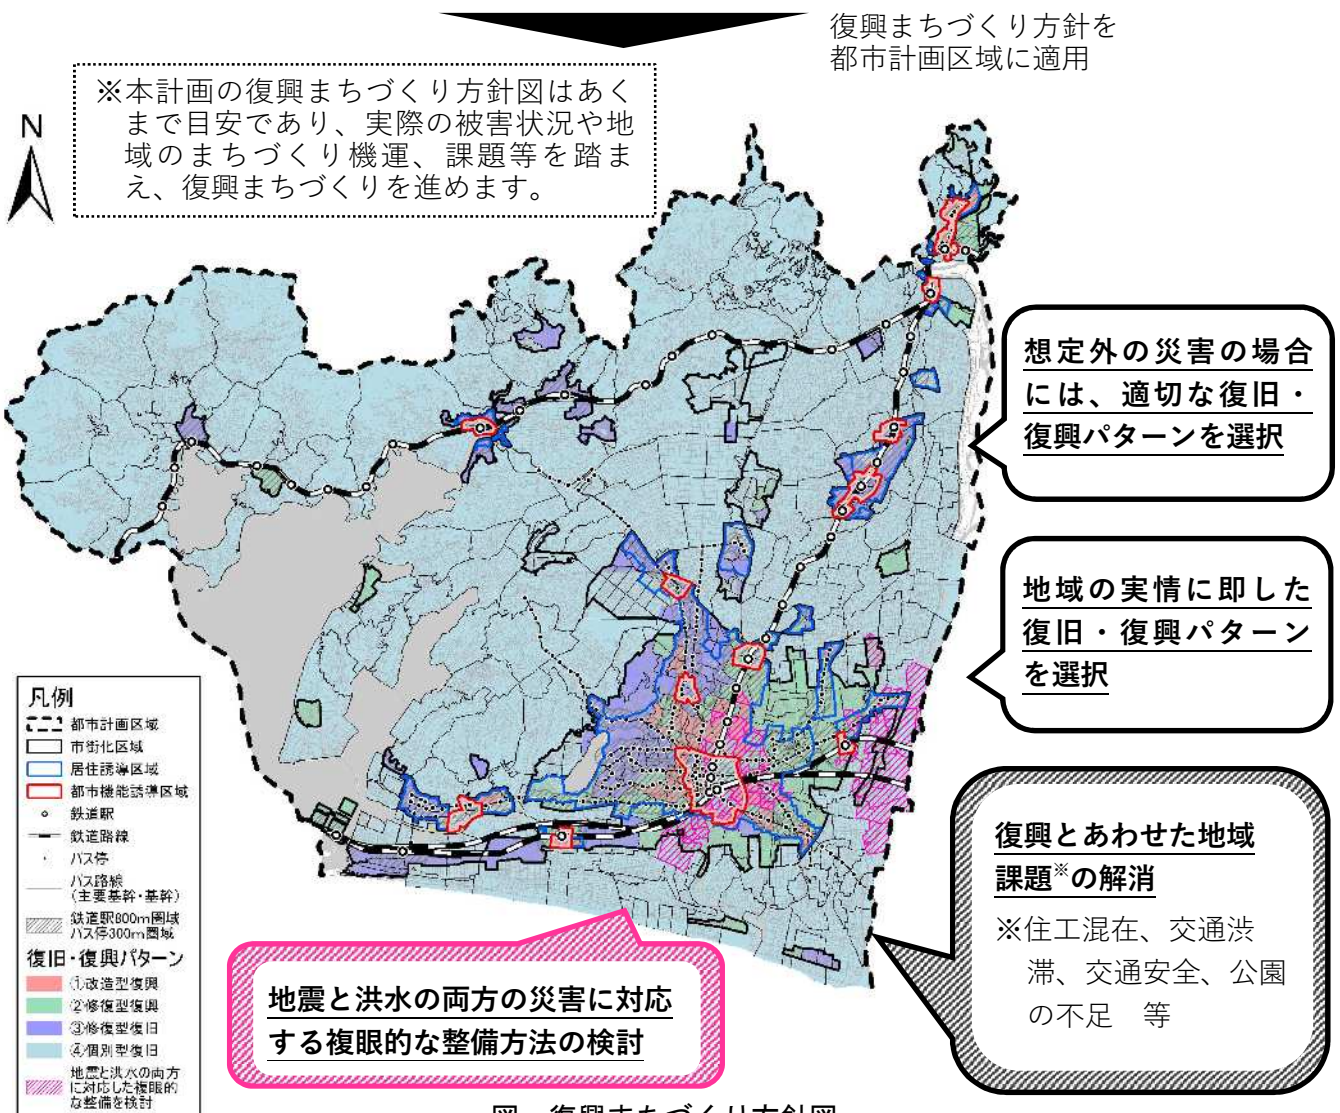 復興まちづくり方針を
都市計画区域に適用
※本計画の復興まちづくり方針図はあく
まで目安であり、実際の被害状況や地
域のまちづくり機運、課題等を踏ま
え、復興まちづくりを進めます。
N
想定外の災害の場合
には、適切な復旧・
復興パターンを選択
地域の実情に即した
復旧・復興パターン
を選択
復興とあわせた地域
課題※の解消
※住工混在、交通渋
滞、交通安全、公園
の不足 等
地震と洪水の両方の災害に対応
する複眼的な整備方法の検討
凡例
都市計画区域
市街化区域
居住誘導区域
都市機能誘導区域
鉄道駅
鉄道路線
バス停
バス路線
(主要基幹・基幹)
鉄道駅800m圏域
バス停300m圏域
復旧・復興パターン
①改造型復興
②修復型復興
③修復型復旧
④個別型復旧
地震と洪水の両方
に対応した複眼的
な整備を検討
図 復興まちづくり方針図